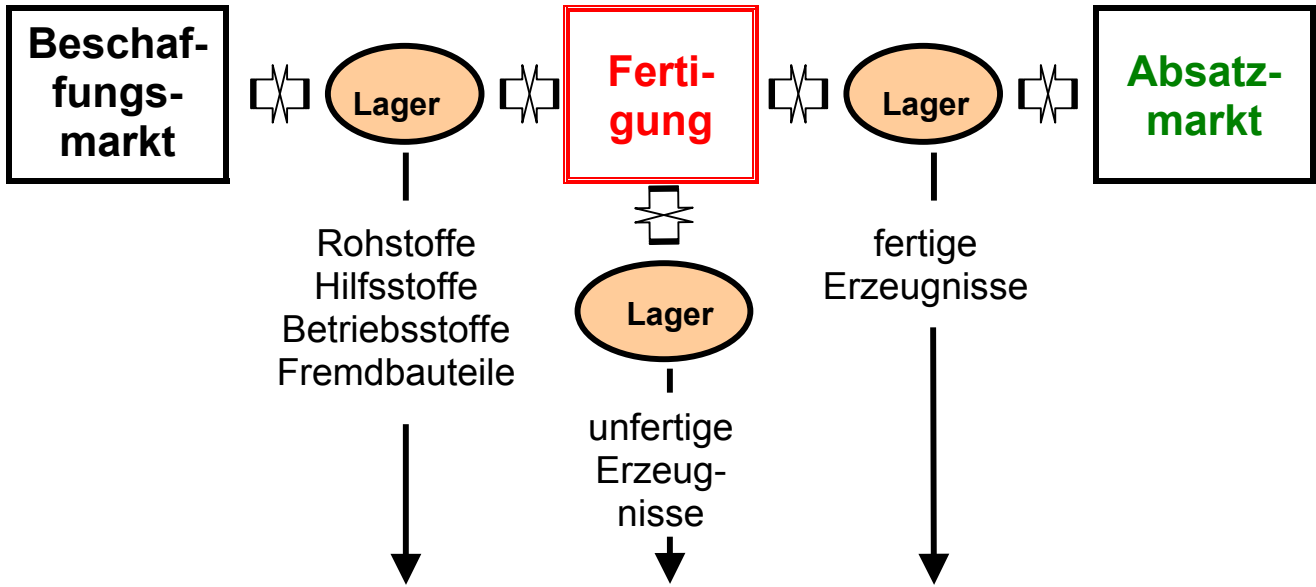 Beschaf-
fungs-
markt
Lager
Ferti-
gung
Lager
Absatz-
markt
Rohstoffe
Hilfsstoffe
Betriebsstoffe
Fremdbauteile
Lager
unfertige
Erzeug-
nisse
fertige
Erzeugnisse